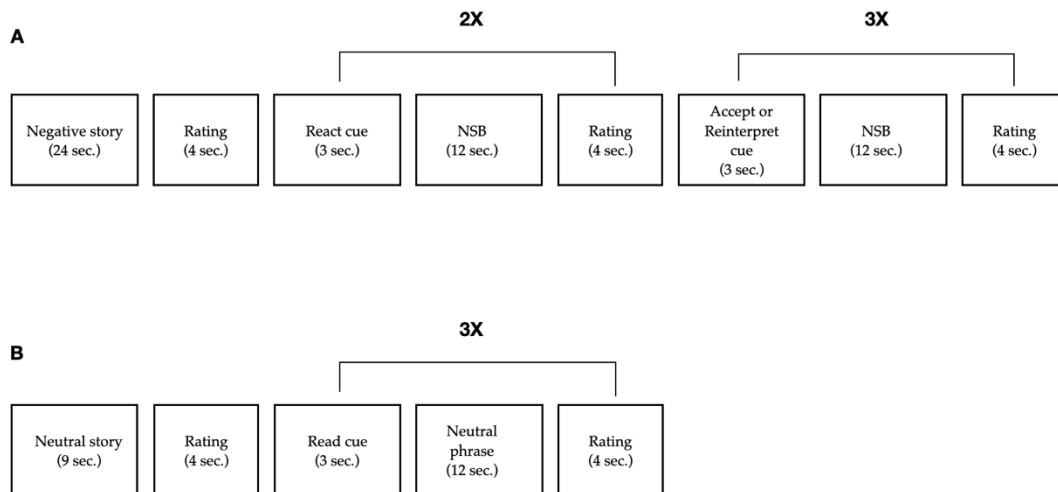 2X
3X
A
Negative story
(24 sec.)
Rating
(4 sec.)
React cue
(3 sec.)
NSB
(12 sec.)
Rating
(4 sec.)
Accept or
Reinterpret
cue
(3 sec.)
NSB
(12 sec.)
Rating
(4 sec.)
3X
B
Neutral story
(9 sec.)
Rating
(4 sec.)
Read cue
(3 sec.)
Neutral
phrase
(12 sec.)
Rating
(4 sec.)